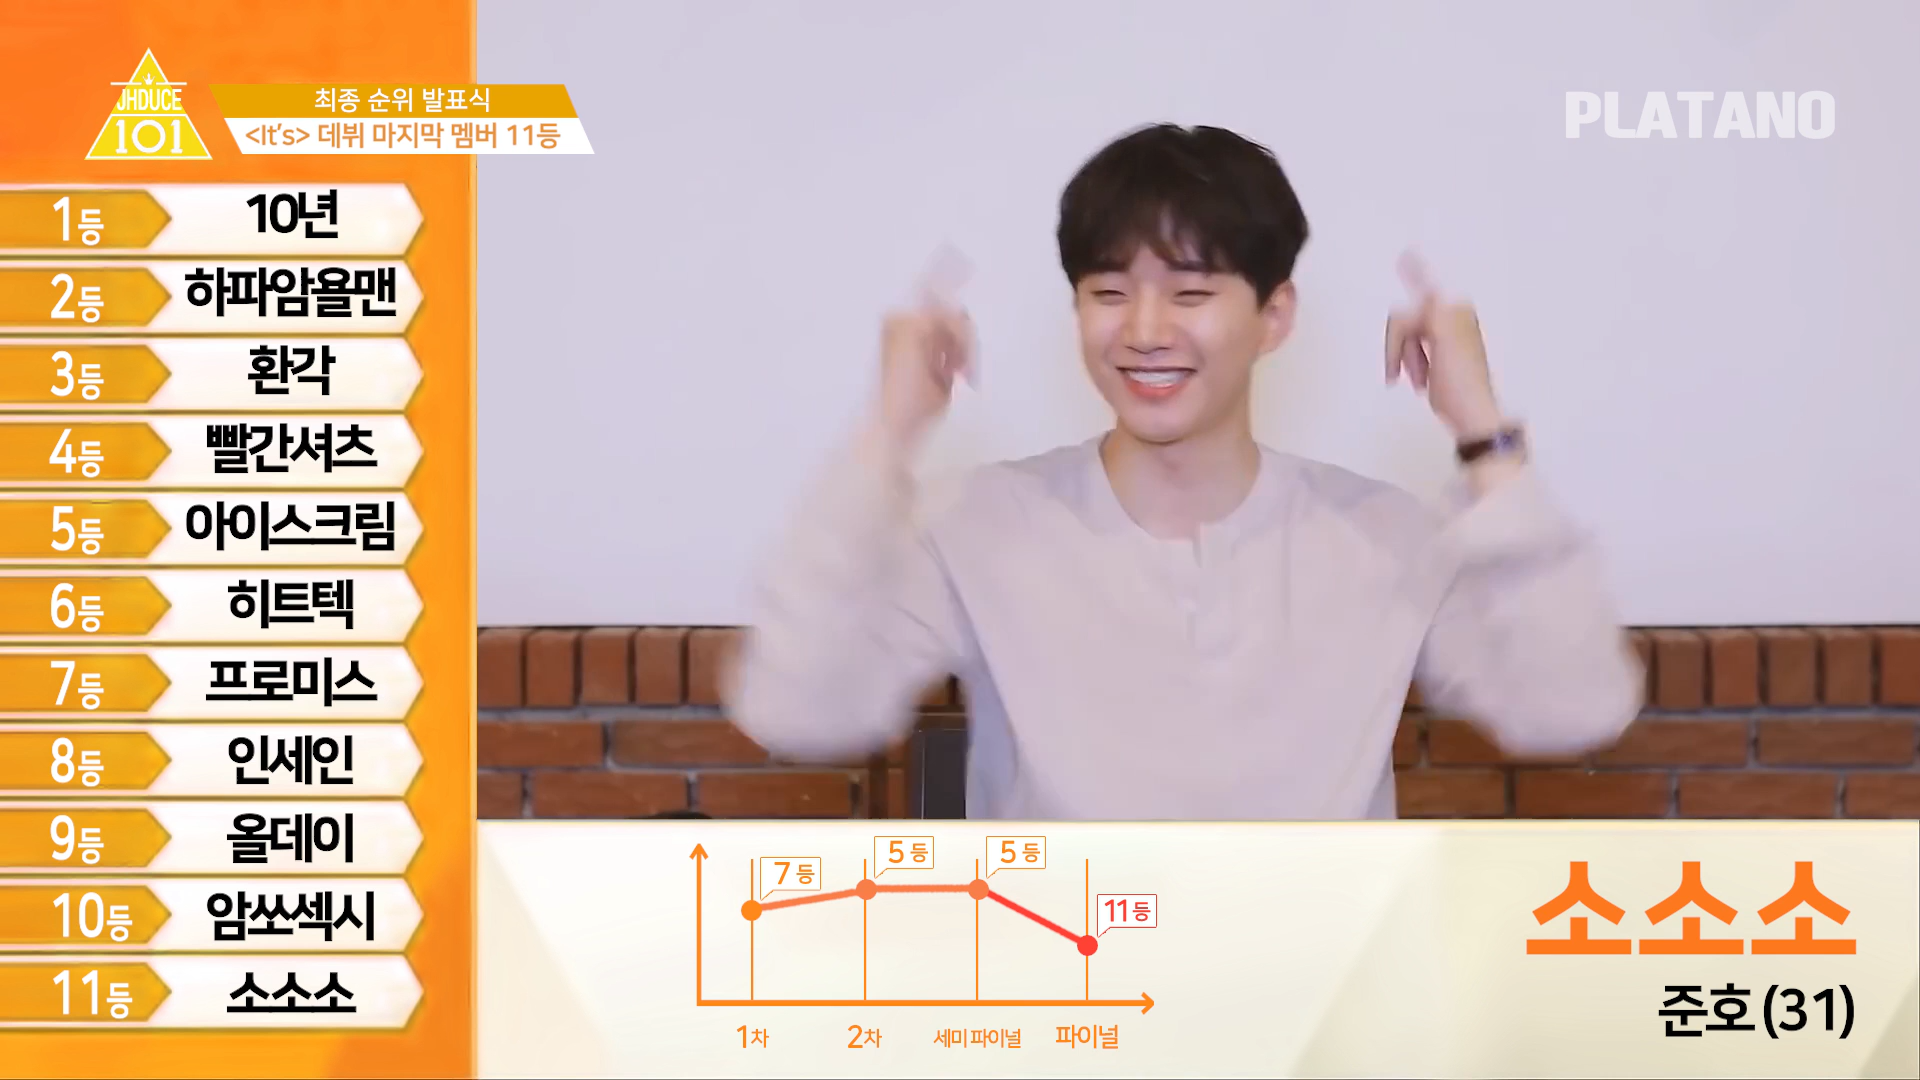 JHDUCE
101
최종 순위 발표식
<It's> 데뷔 마지막 멤버 11등
PLATANO
1등 10년
2등 하파암욜맨
3등 환각
4등 빨간셔츠
5등 아이스크림
6등 히트텍
7등 프로미스
8등 인세인
9등 올데이
10등 암쏘섹시
11등 소소소
7등
5등
5등
11등
1차
2차
세미 파이널
파이널
소소소
준호(31)